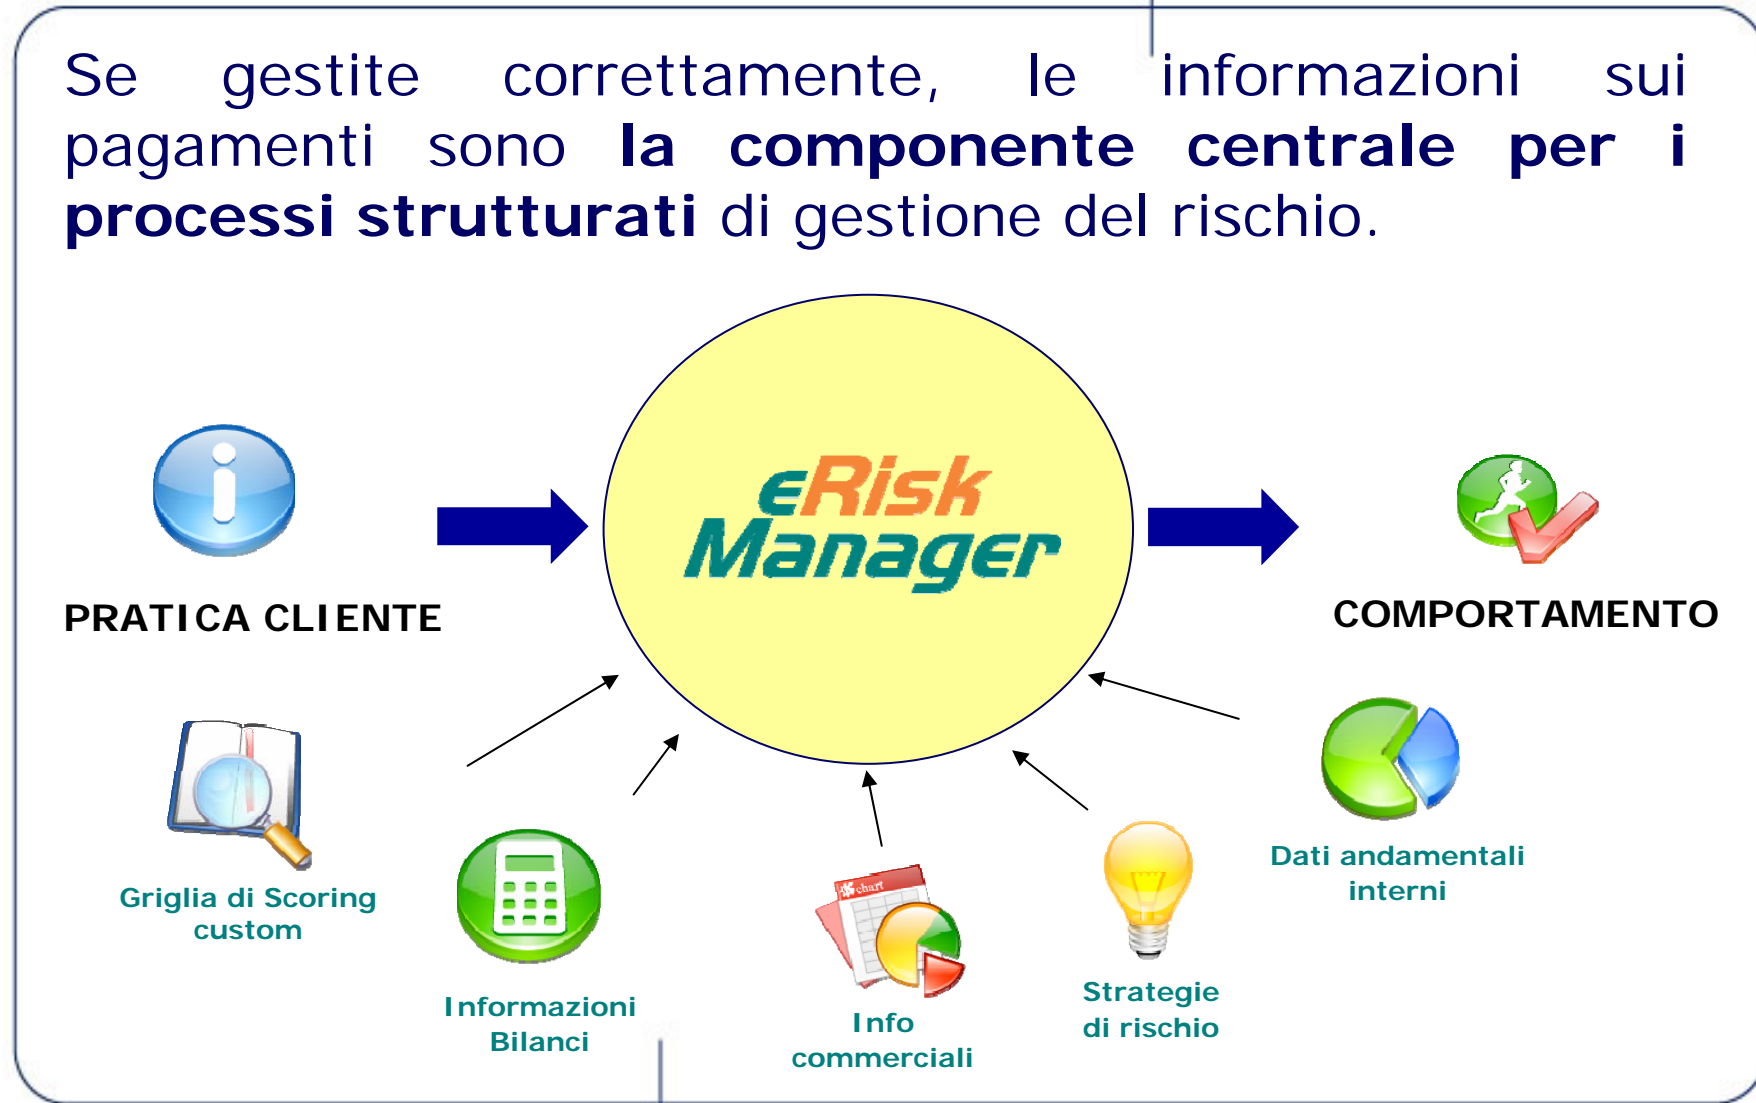 Se gestite correttamente, le informazioni sui
pagamenti sono la componente centrale per i
processi strutturati di gestione del rischio.
eRisk
Manager
PRATICA CLIENTE
COMPORTAMENTO
Griglia di Scoring
custom
Informazioni
Bilanci
chart
Info
commerciali
Strategie
di rischio
Dati andamentali
interni